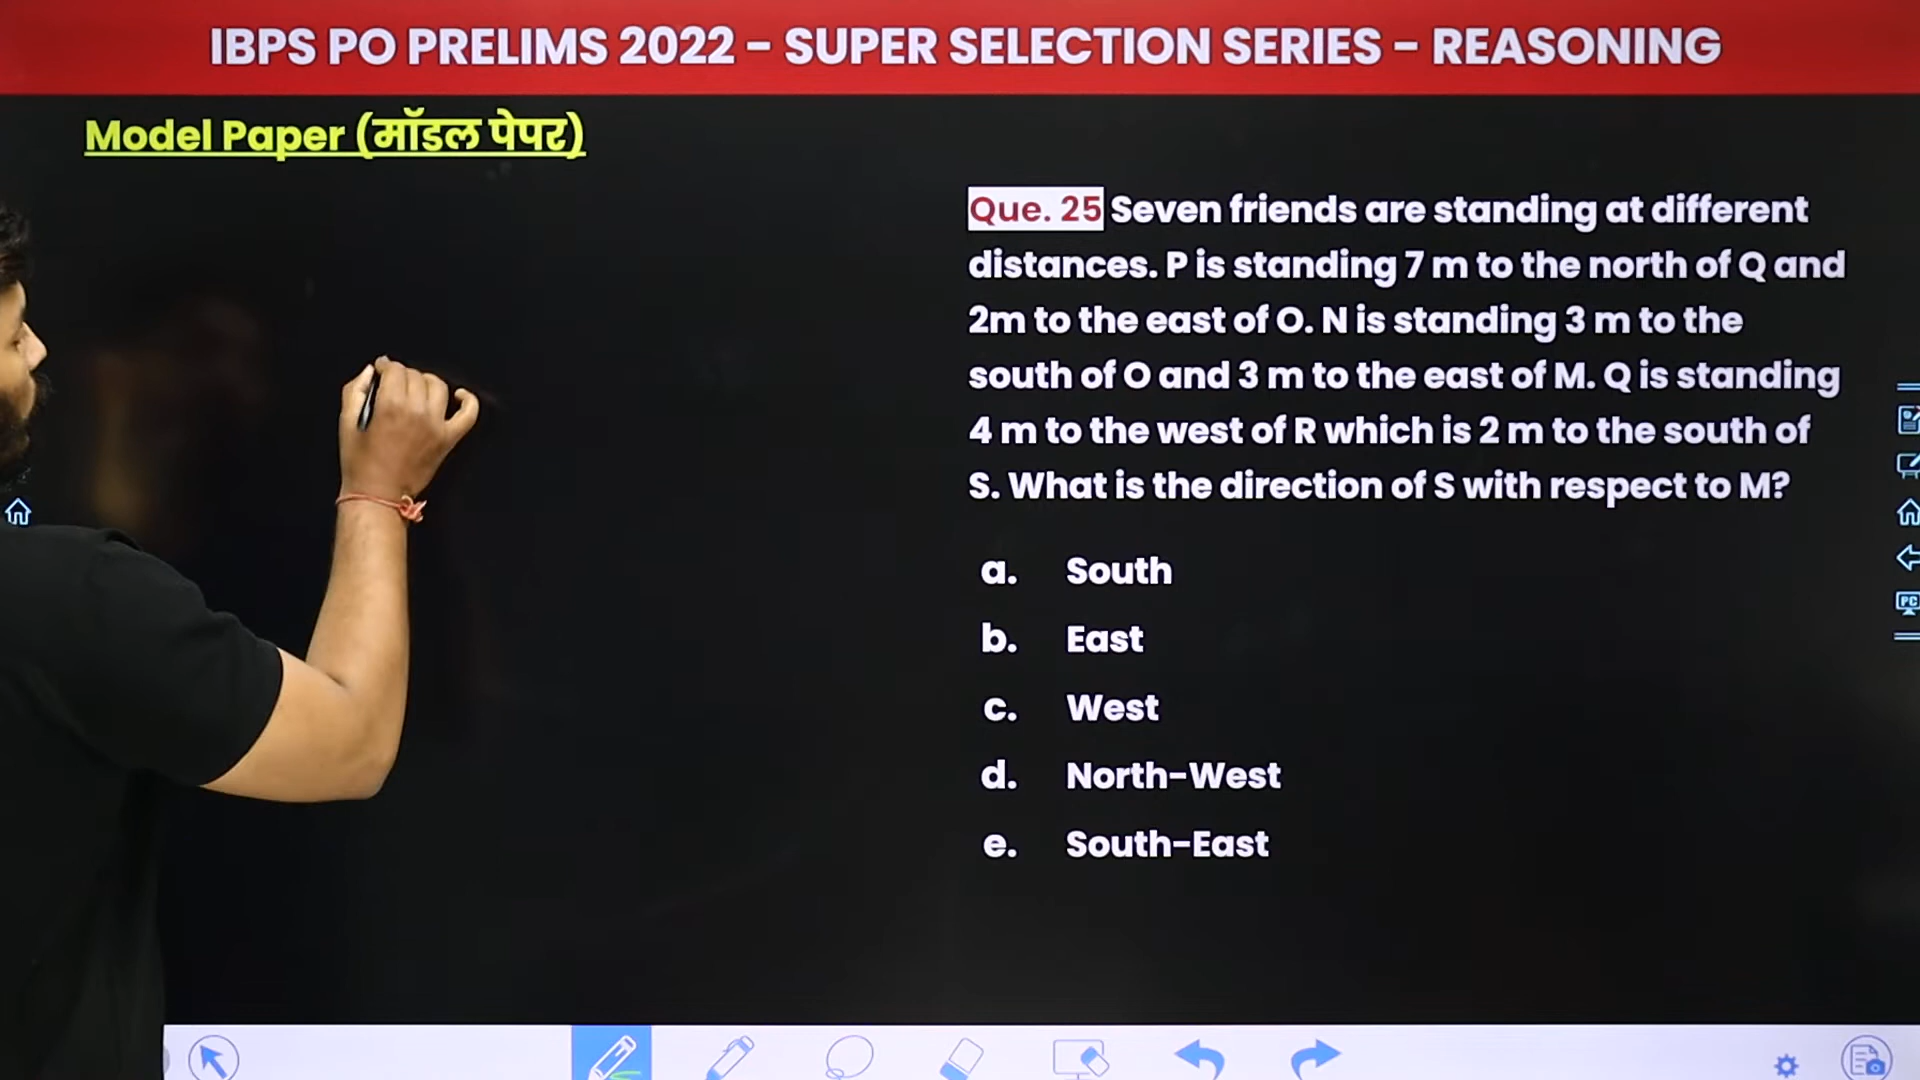 IBPS PO PRELIMS 2022 - SUPER SELECTION SERIES - REASONING
Model Paper (मॉडल पेपर)
Que. 25 Seven friends are standing at different
distances. P is standing 7 m to the north of Q and
2m to the east of O. N is standing 3 m to the
south of O and 3 m to the east of M. Q is standing
4 m to the west of R which is 2 m to the south of
S. What is the direction of S with respect to M?
a. South
b. East
c. West
d. North-West
e. South-East
PC